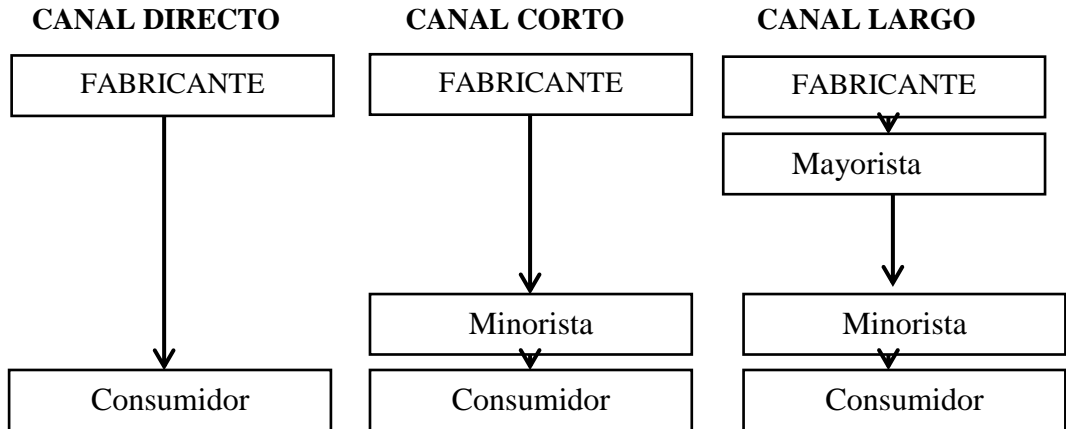 CANAL DIRECTO
FABRICANTE
Consumidor
CANAL CORTO
FABRICANTE
Minorista
Consumidor
CANAL LARGO
FABRICANTE
Mayorista
Minorista
Consumidor